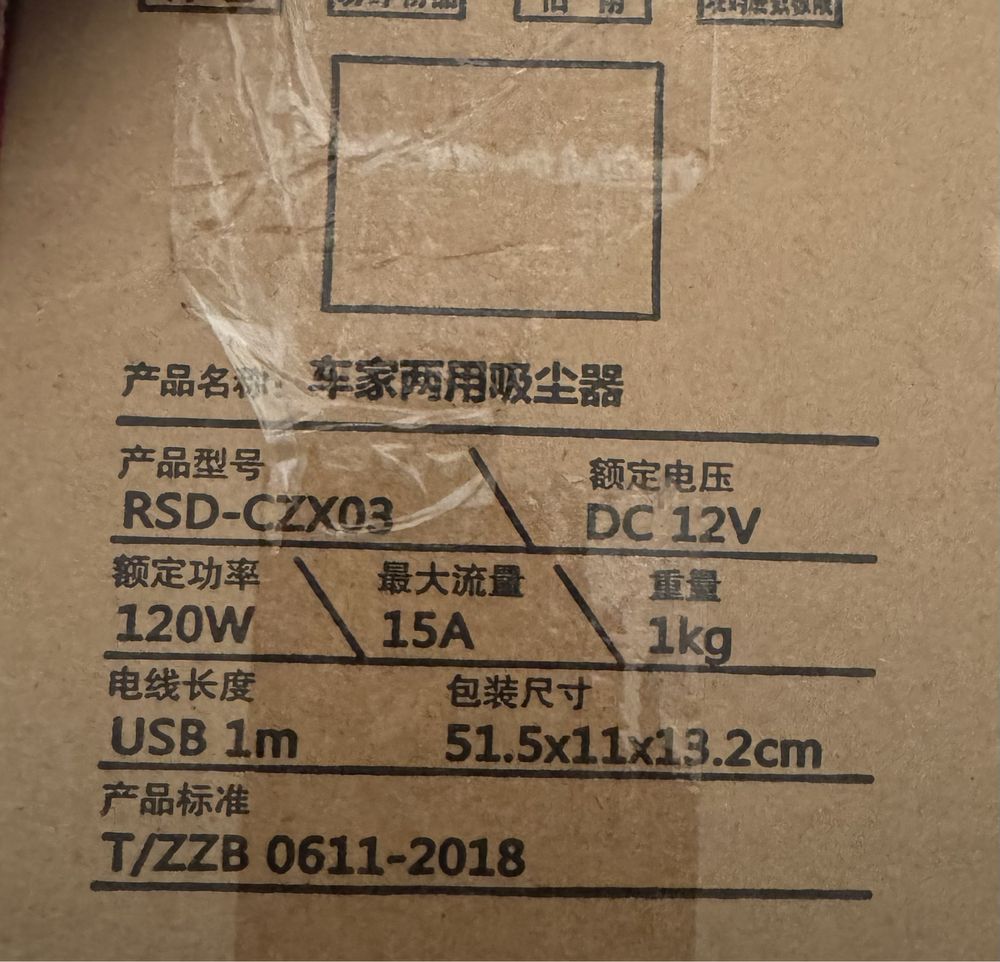 产品名称：车家两用吸尘器
产品型号 额定电压
RSD-CZX03 DC 12V
额定功率 最大流量 重量
120W 15A 1kg
电线长度 包装尺寸
USB 1m 51.5x11x13.2cm
产品标准
T/ZZB 0611-2018